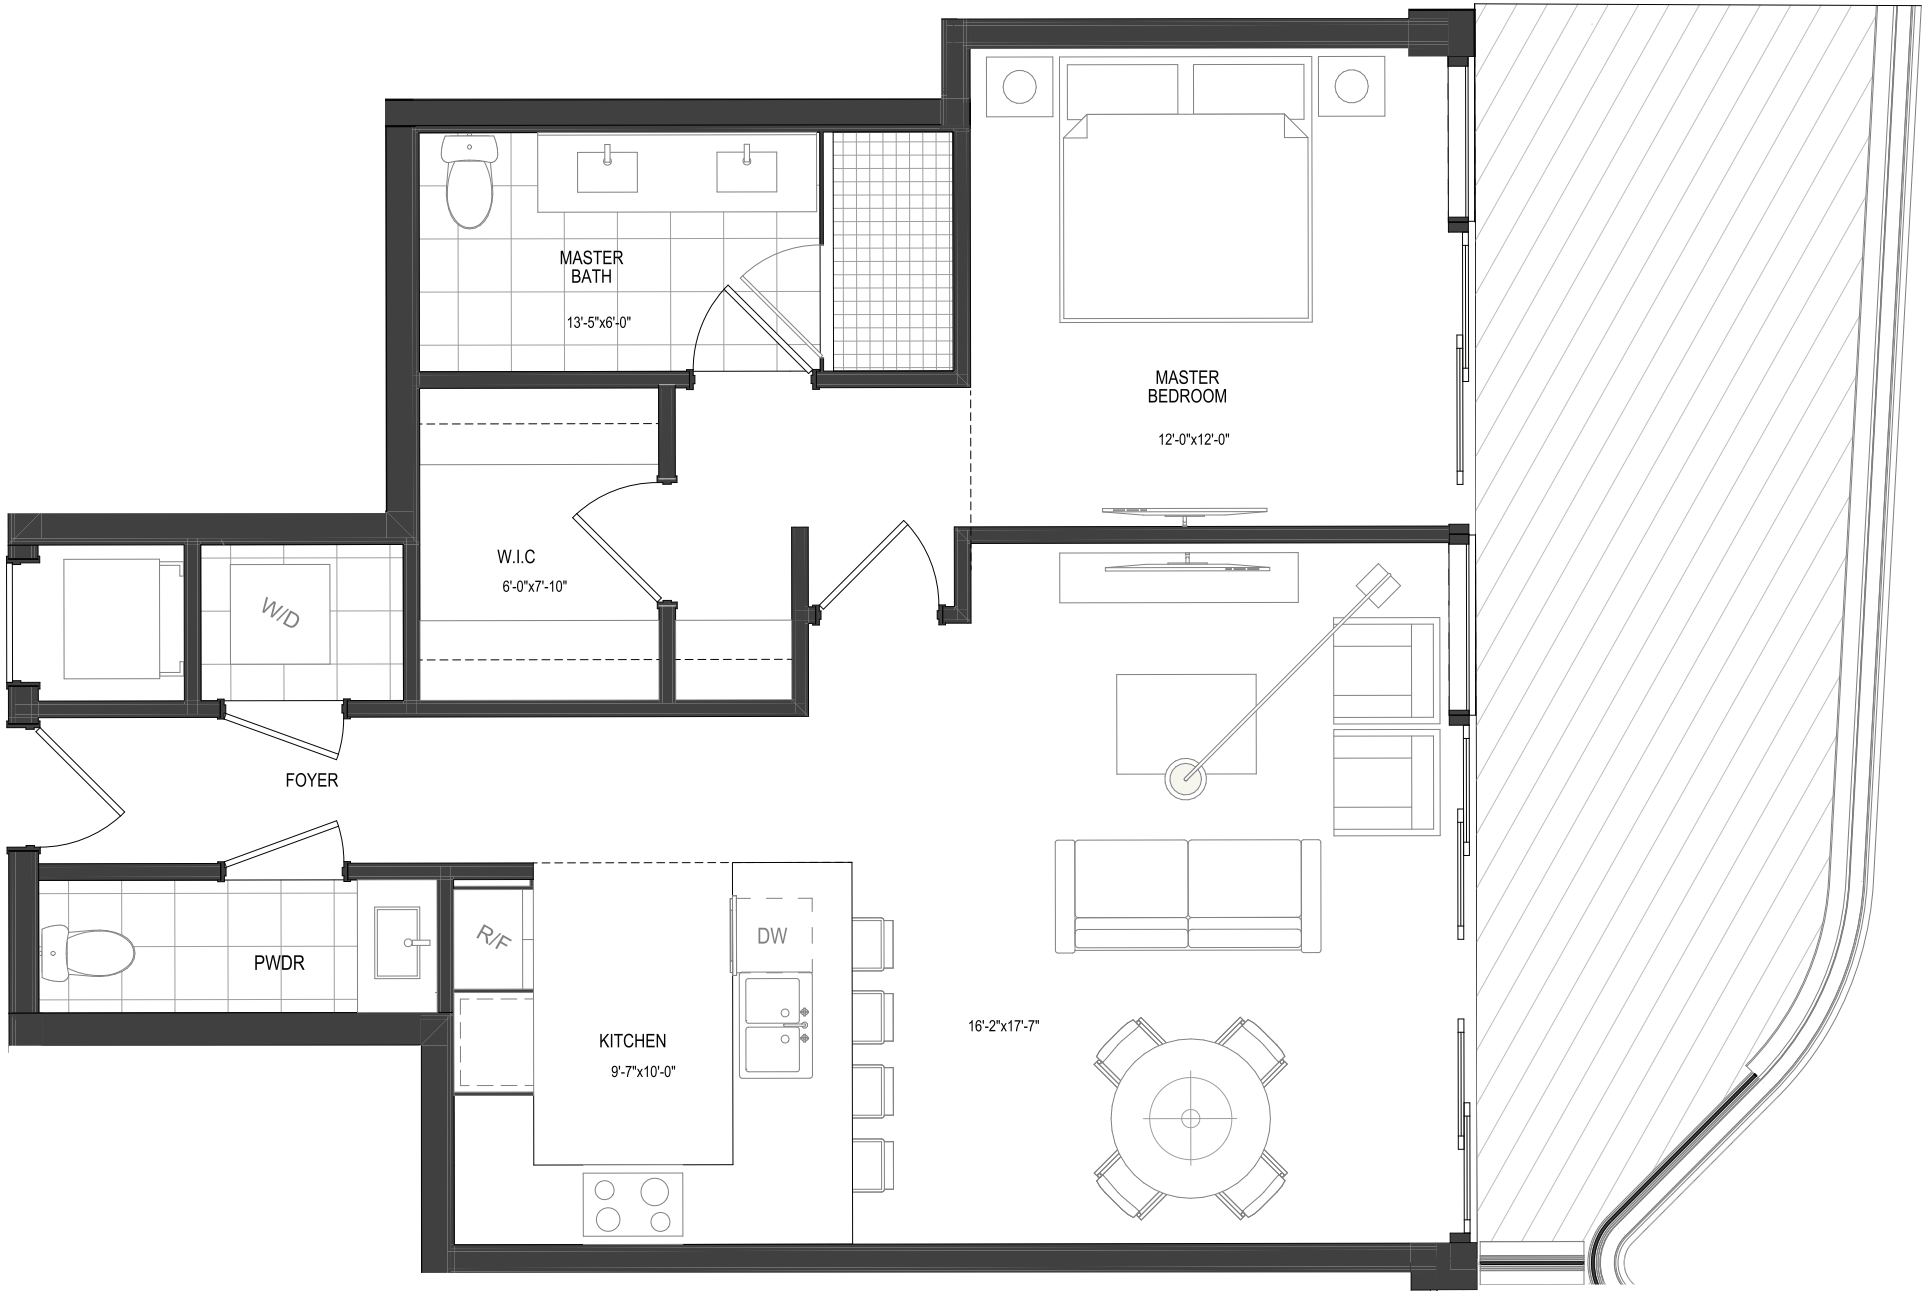 MASTER
BATH
13'-5"x6'-0"
MASTER
BEDROOM
12'-0"x12'-0"
W.I.C
6'-0"x7'-10"
W/D
FOYER
PWDR
R/F
DW
KITCHEN
9'-7"x10'-0"
16'-2"x17'-7"